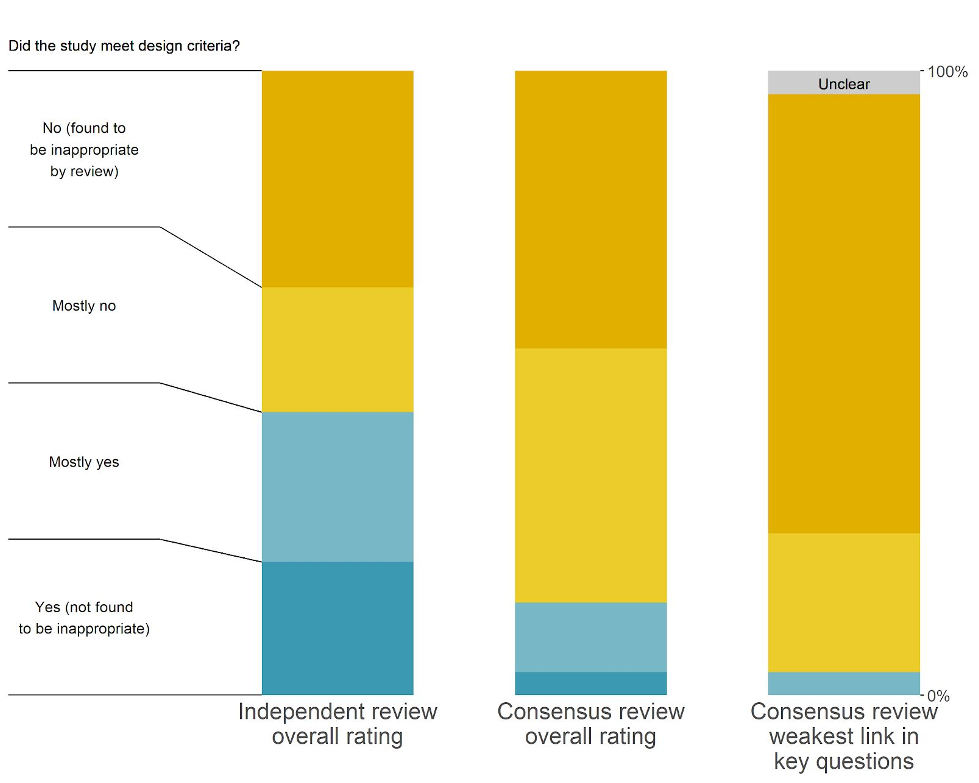 Did the study meet design criteria?
No (found to
be inappropriate
by review)
Mostly no
Mostly yes
Yes (not found
to be inappropriate)
Unclear
100%
0%
Independent review
overall rating
Consensus review
overall rating
Consensus review
weakest link in
key questions